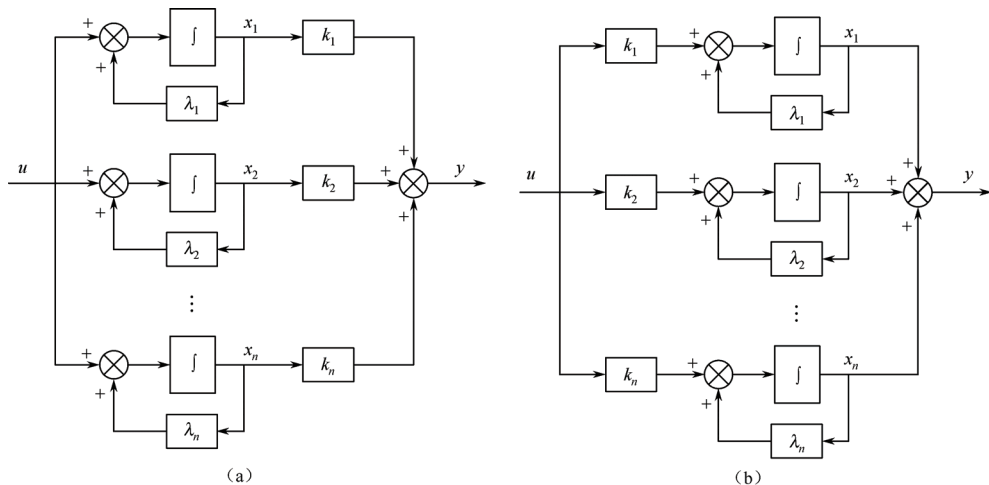 + ∫ x₁ k₁
+ λ₁
u + ∫ x₂ k₂ + + y
+ λ₂ +
⋮
+ ∫ xₙ kₙ
+ λₙ
（a）
k₁ + ∫ x₁
+ λ₁
u k₂ + ∫ x₂ + + y
+ λ₂ +
⋮
kₙ + ∫ xₙ
+ λₙ
（b）